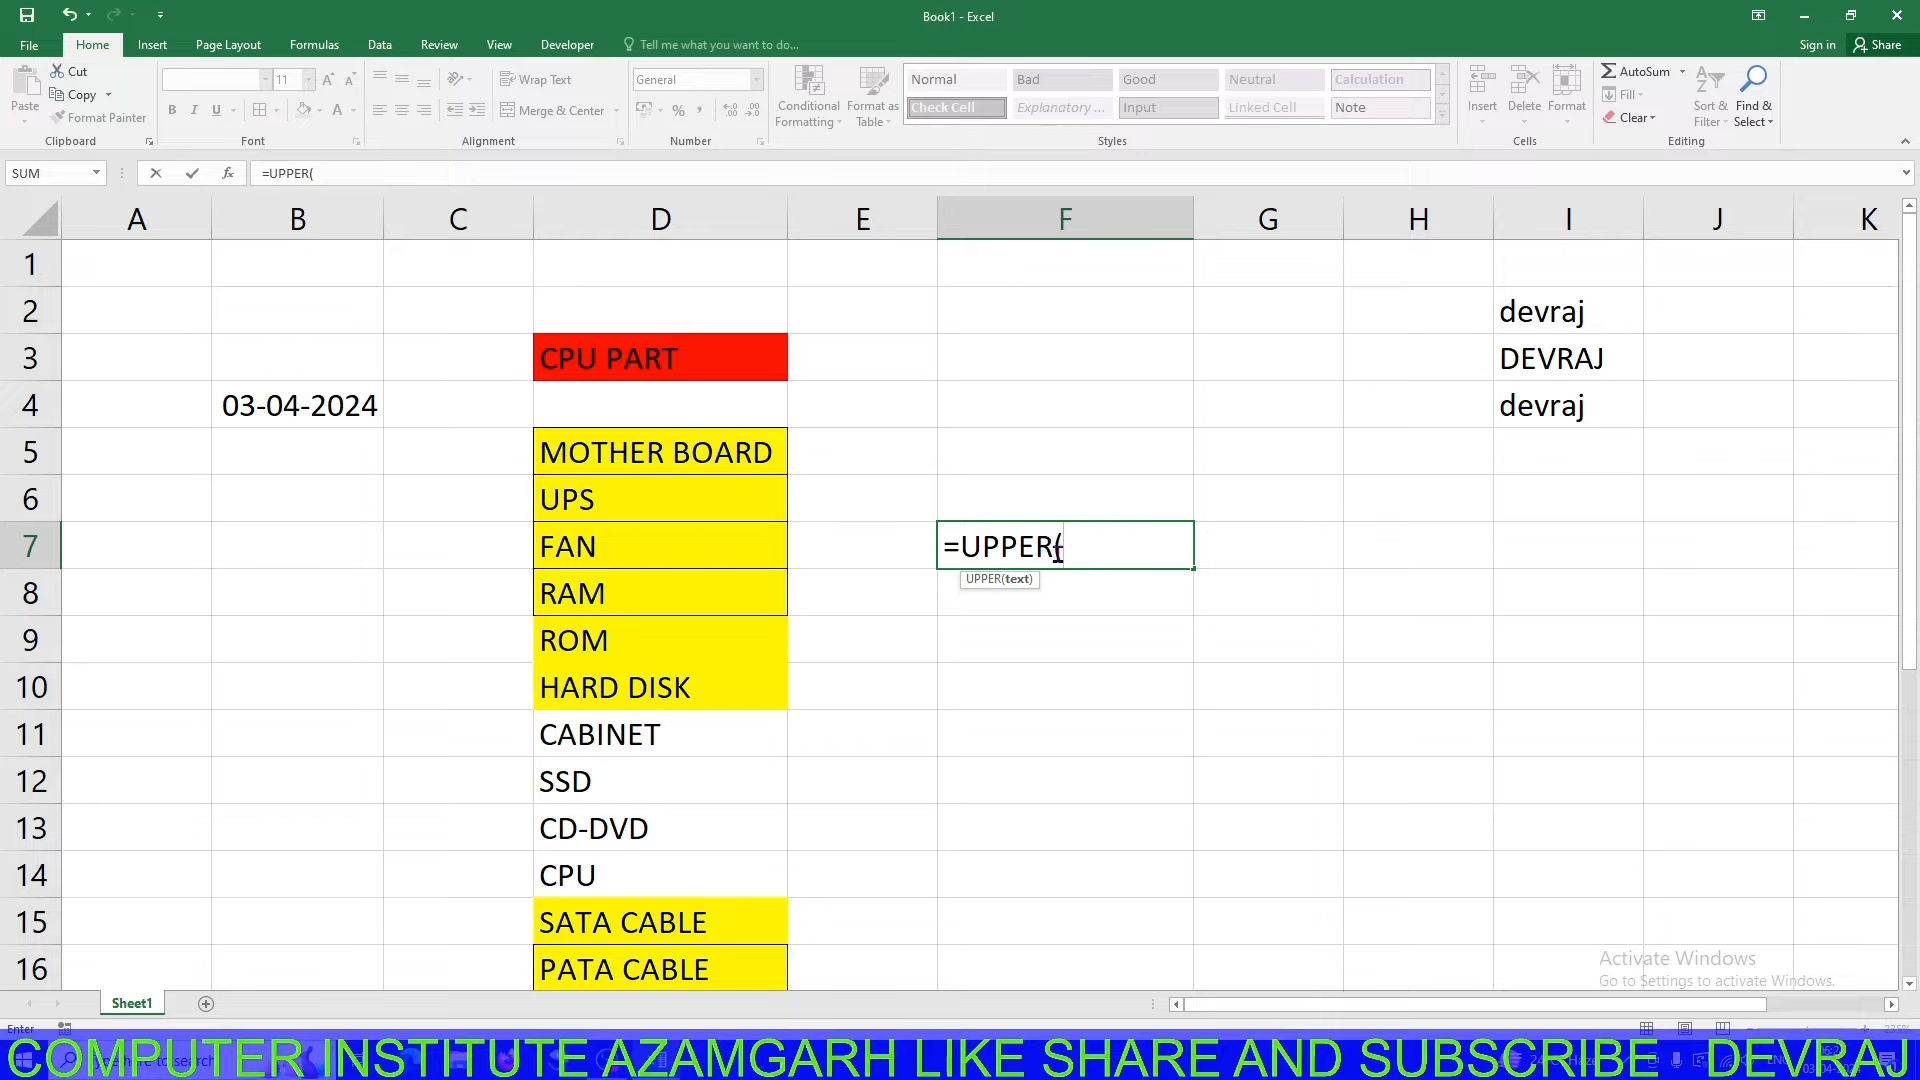 Book1 - Excel
File Home Insert Page Layout Formulas Data Review View Developer Tell me what you want to do... Sign in Share
Cut
Copy
Format Painter
Paste
Clipboard
11
B I U
Font
Wrap Text
Merge & Center
Alignment
General
%
Number
Conditional Formatting
Format as Table
Normal Bad Good Neutral Calculation
Check Cell Explanatory ... Input Linked Cell Note
Styles
Insert Delete Format
Cells
AutoSum
Fill
Clear
Sort & Filter
Find & Select
Editing
SUM fx =UPPER(
A B C D E F G H I J K
1
2 devraj
3 CPU PART DEVRAJ
4 03-04-2024 devraj
5 MOTHER BOARD
6 UPS
7 FAN =UPPER(
UPPER(text)
8 RAM
9 ROM
10 HARD DISK
11 CABINET
12 SSD
13 CD-DVD
14 CPU
15 SATA CABLE
16 PATA CABLE
Activate Windows
Go to Settings to activate Windows.
Sheet1
Enter
COMPUTER INSTITUTE AZAMGARH LIKE SHARE AND SUBSCRIBE - DEVRAJ